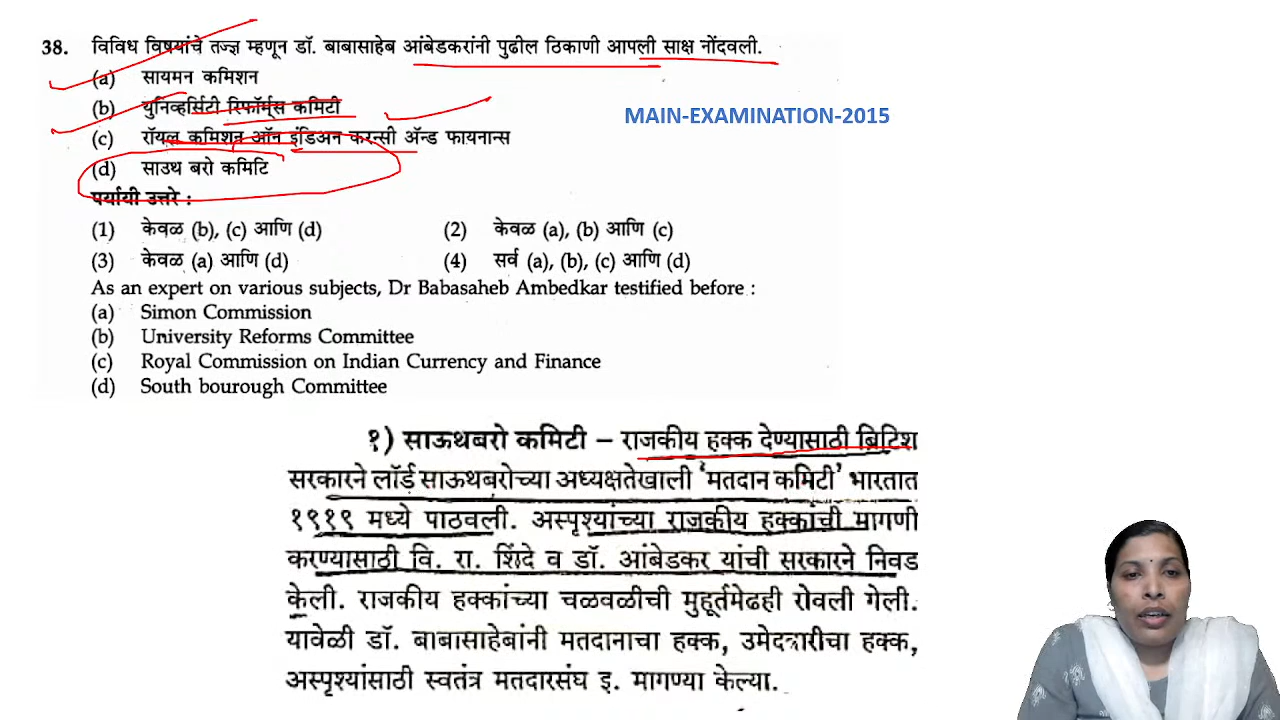 38. विविध विषयांचे तज्ज्ञ म्हणून डॉ. बाबासाहेब आंबेडकरांनी पुढील ठिकाणी आपली साक्ष नोंदवली.
(a) सायमन कमिशन
(b) युनिव्हर्सिटी रिफॉर्म्स कमिटी
MAIN-EXAMINATION-2015
(c) रॉयल कमिशन ऑन इंडिअन करन्सी ॲन्ड फायनान्स
(d) साउथ बरो कमिटि
पर्यायी उत्तरे :
(1) केवळ (b), (c) आणि (d) (2) केवळ (a), (b) आणि (c)
(3) केवळ (a) आणि (d) (4) सर्व (a), (b), (c) आणि (d)
As an expert on various subjects, Dr Babasaheb Ambedkar testified before :
(a) Simon Commission
(b) University Reforms Committee
(c) Royal Commission on Indian Currency and Finance
(d) South bourough Committee
१) साऊथबरो कमिटी – राजकीय हक्क देण्यासाठी ब्रिटिश
सरकारने लॉर्ड साऊथबरोच्या अध्यक्षतेखाली 'मतदान कमिटी' भारतात
१९१९ मध्ये पाठवली. अस्पृश्यांच्या राजकीय हक्कांची मागणी
करण्यासाठी वि. रा. शिंदे व डॉ. आंबेडकर यांची सरकारने निवड
केली. राजकीय हक्कांच्या चळवळीची मुहूर्तमेढही रोवली गेली.
यावेळी डॉ. बाबासाहेबांनी मतदानाचा हक्क, उमेदवारीचा हक्क,
अस्पृश्यांसाठी स्वतंत्र मतदारसंघ इ. मागण्या केल्या.